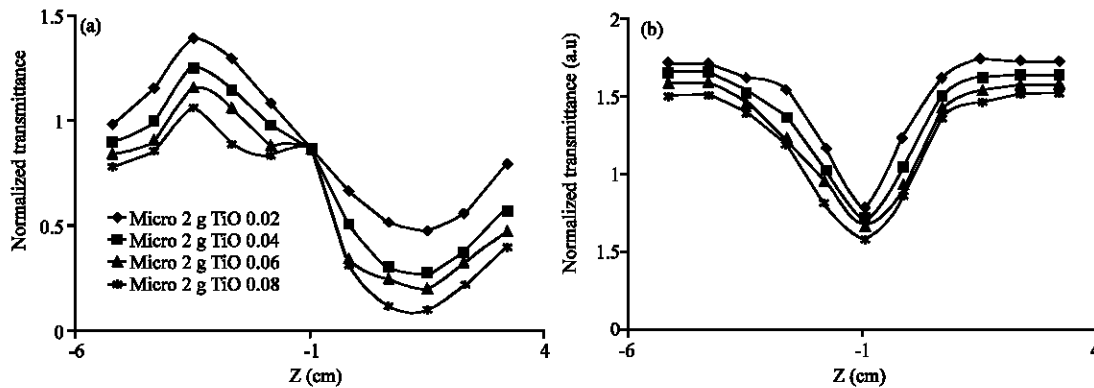 (a)
Normalized transmittance
1.5
1
0.5
0
Micro 2 g TiO 0.02
Micro 2 g TiO 0.04
Micro 2 g TiO 0.06
Micro 2 g TiO 0.08
-6
-1
4
Z (cm)
(b)
Normalized transmittance (a.u)
2
1.5
1
1.5
0
-6
-1
4
Z (cm)